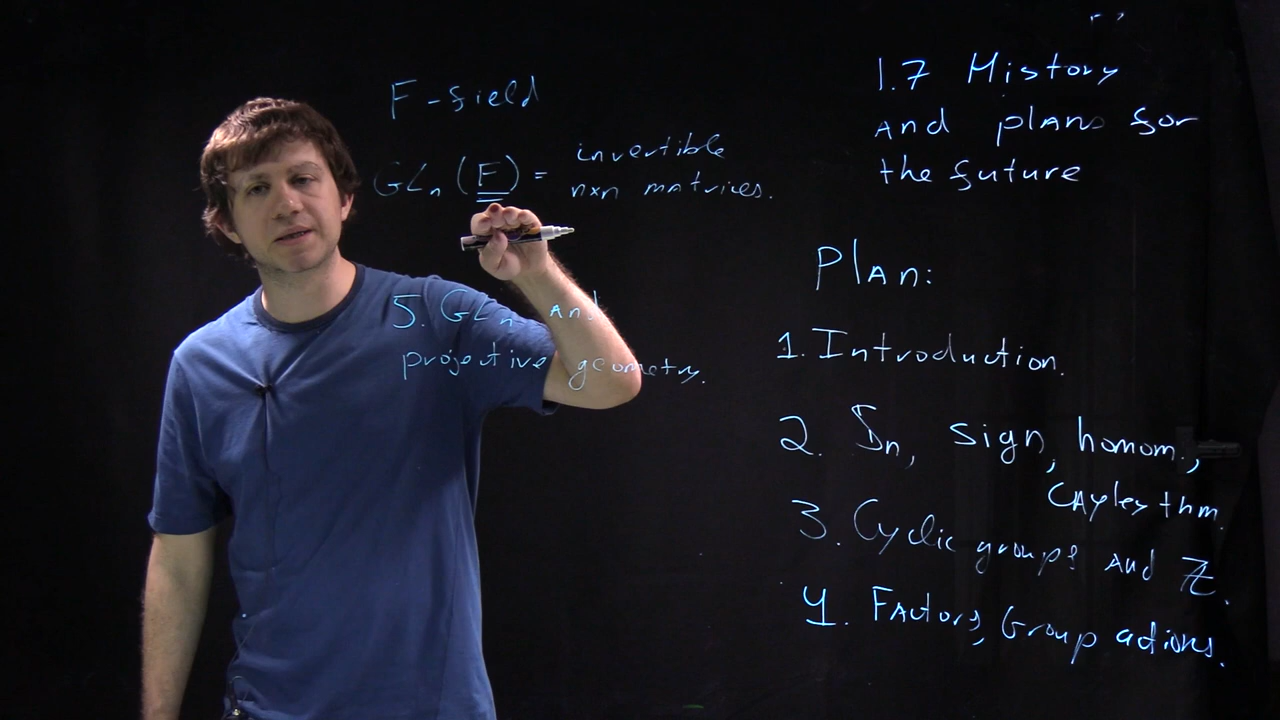 F - field
GLn (F) = invertible
nxn matrices.
5. GLn and
projective geometry.
1.7 History
and plans for
the future
Plan:
1. Introduction.
2. Sn, sign, homom.,
Cayley thm.
3. Cyclic groups and ℤ.
4. Factors, Group actions.